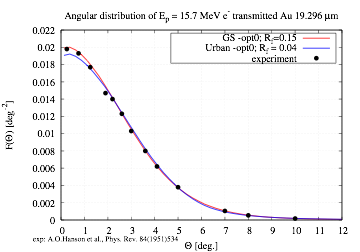 Angular distribution of Ep = 15.7 MeV e- transmitted Au 19.296 μm
GS -opt0; Rf=0.15
Urban -opt0; Rf = 0.04
experiment
F(Θ) [deg.-2]
0.022
0.02
0.018
0.016
0.014
0.012
0.01
0.008
0.006
0.004
0.002
0
0 1 2 3 4 5 6 7 8 9 10 11 12
Θ [deg.]
exp: A.O.Hanson et al., Phys. Rev. 84(1951)534